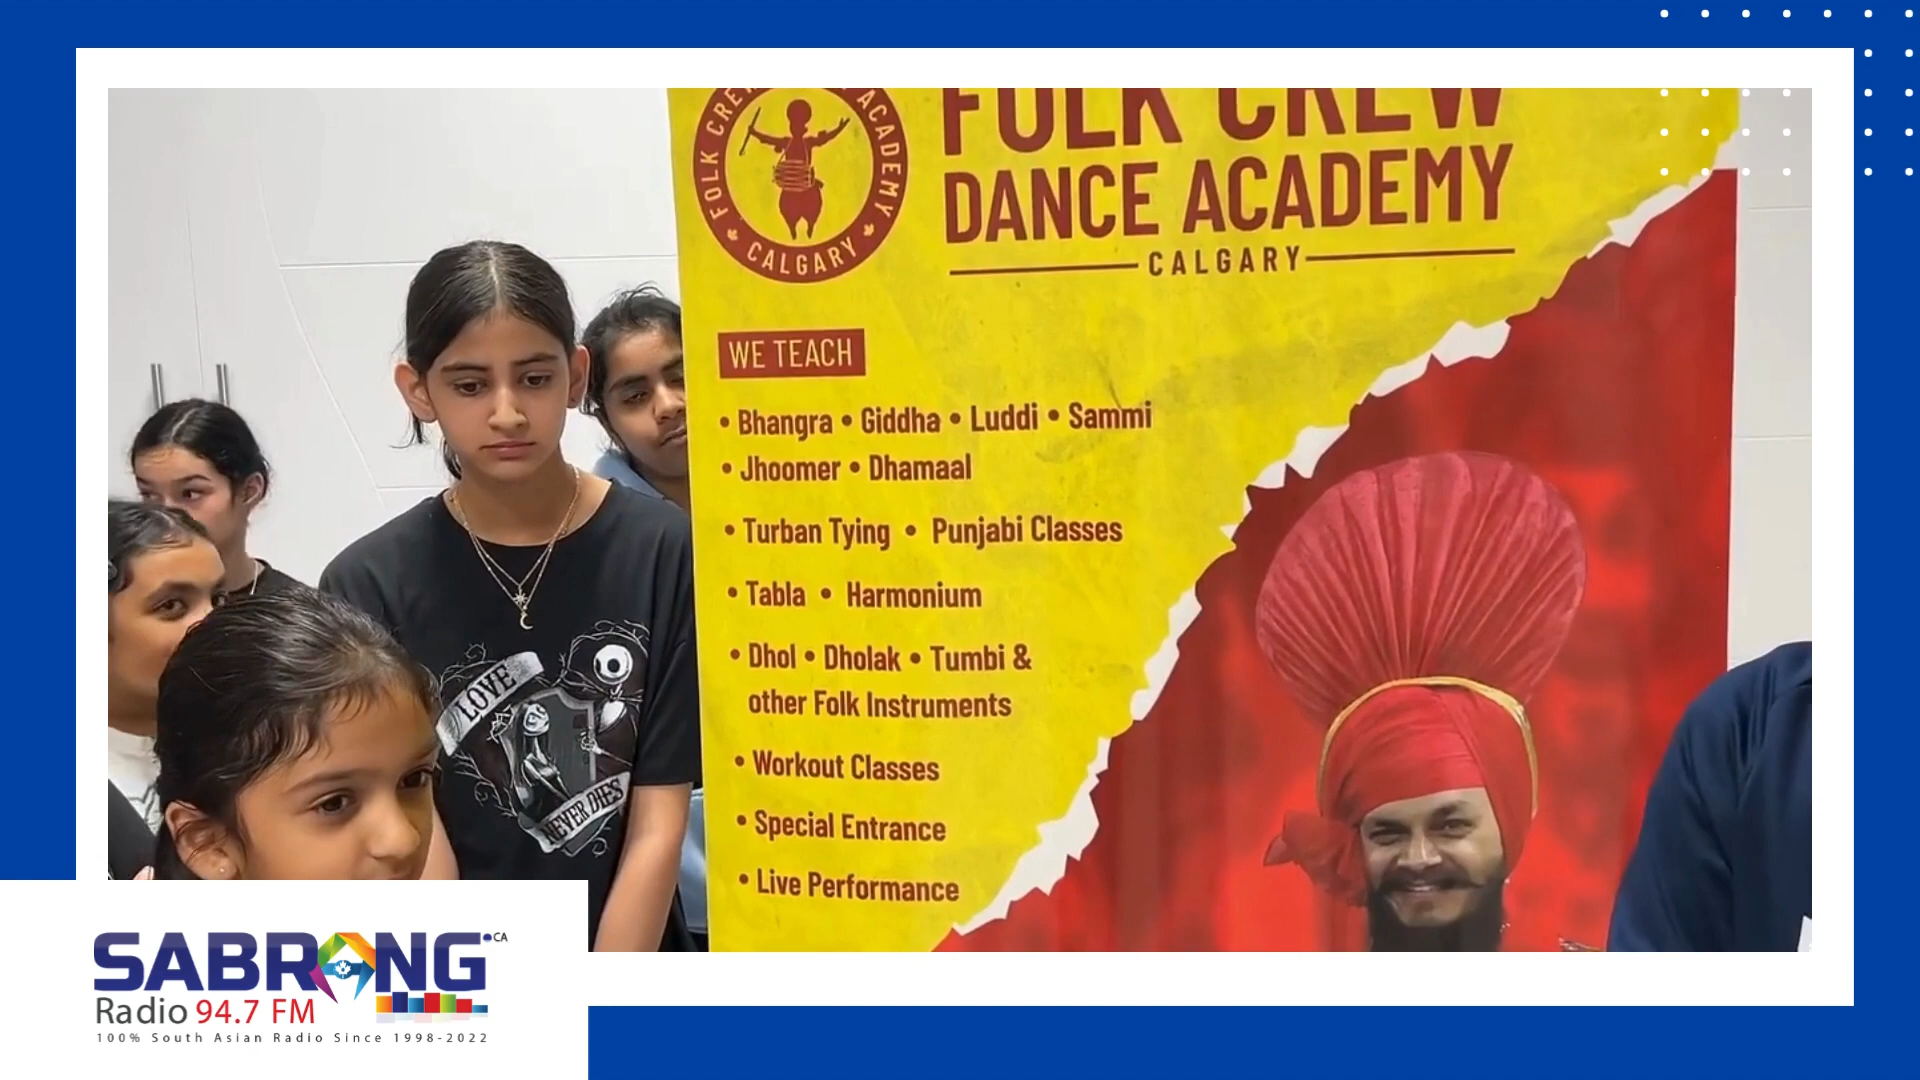 FOLK CREW ACADEMY
CALGARY
FOLK CREW
DANCE ACADEMY
CALGARY
WE TEACH
• Bhangra • Giddha • Luddi • Sammi
• Jhoomer • Dhamaal
• Turban Tying • Punjabi Classes
• Tabla • Harmonium
• Dhol • Dholak • Tumbi &
other Folk Instruments
• Workout Classes
• Special Entrance
• Live Performance
LOVE
NEVER DIES
SABRANG.CA
Radio 94.7 FM
100% South Asian Radio Since 1998-2022